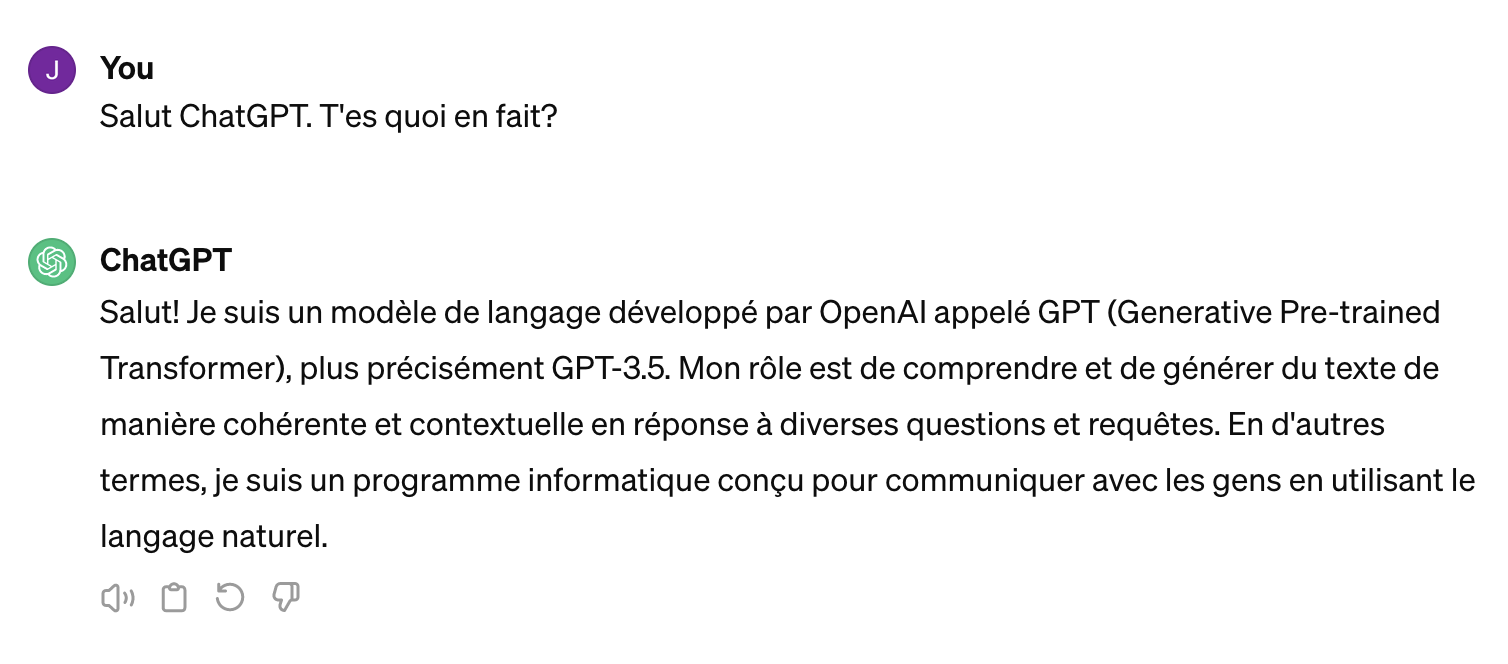 J
You
Salut ChatGPT. T'es quoi en fait?
ChatGPT
Salut! Je suis un modèle de langage développé par OpenAI appelé GPT (Generative Pre-trained
Transformer), plus précisément GPT-3.5. Mon rôle est de comprendre et de générer du texte de
manière cohérente et contextuelle en réponse à diverses questions et requêtes. En d'autres
termes, je suis un programme informatique conçu pour communiquer avec les gens en utilisant le
langage naturel.